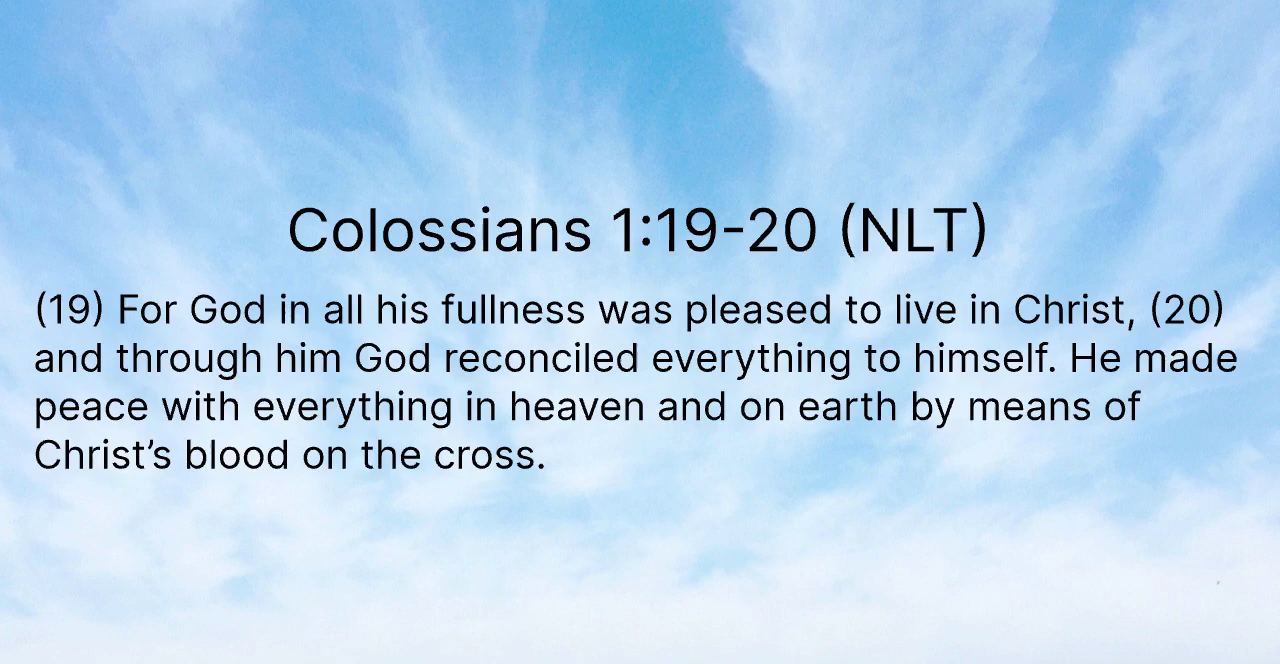 Colossians 1:19-20 (NLT)
(19) For God in all his fullness was pleased to live in Christ, (20)
and through him God reconciled everything to himself. He made
peace with everything in heaven and on earth by means of
Christ’s blood on the cross.